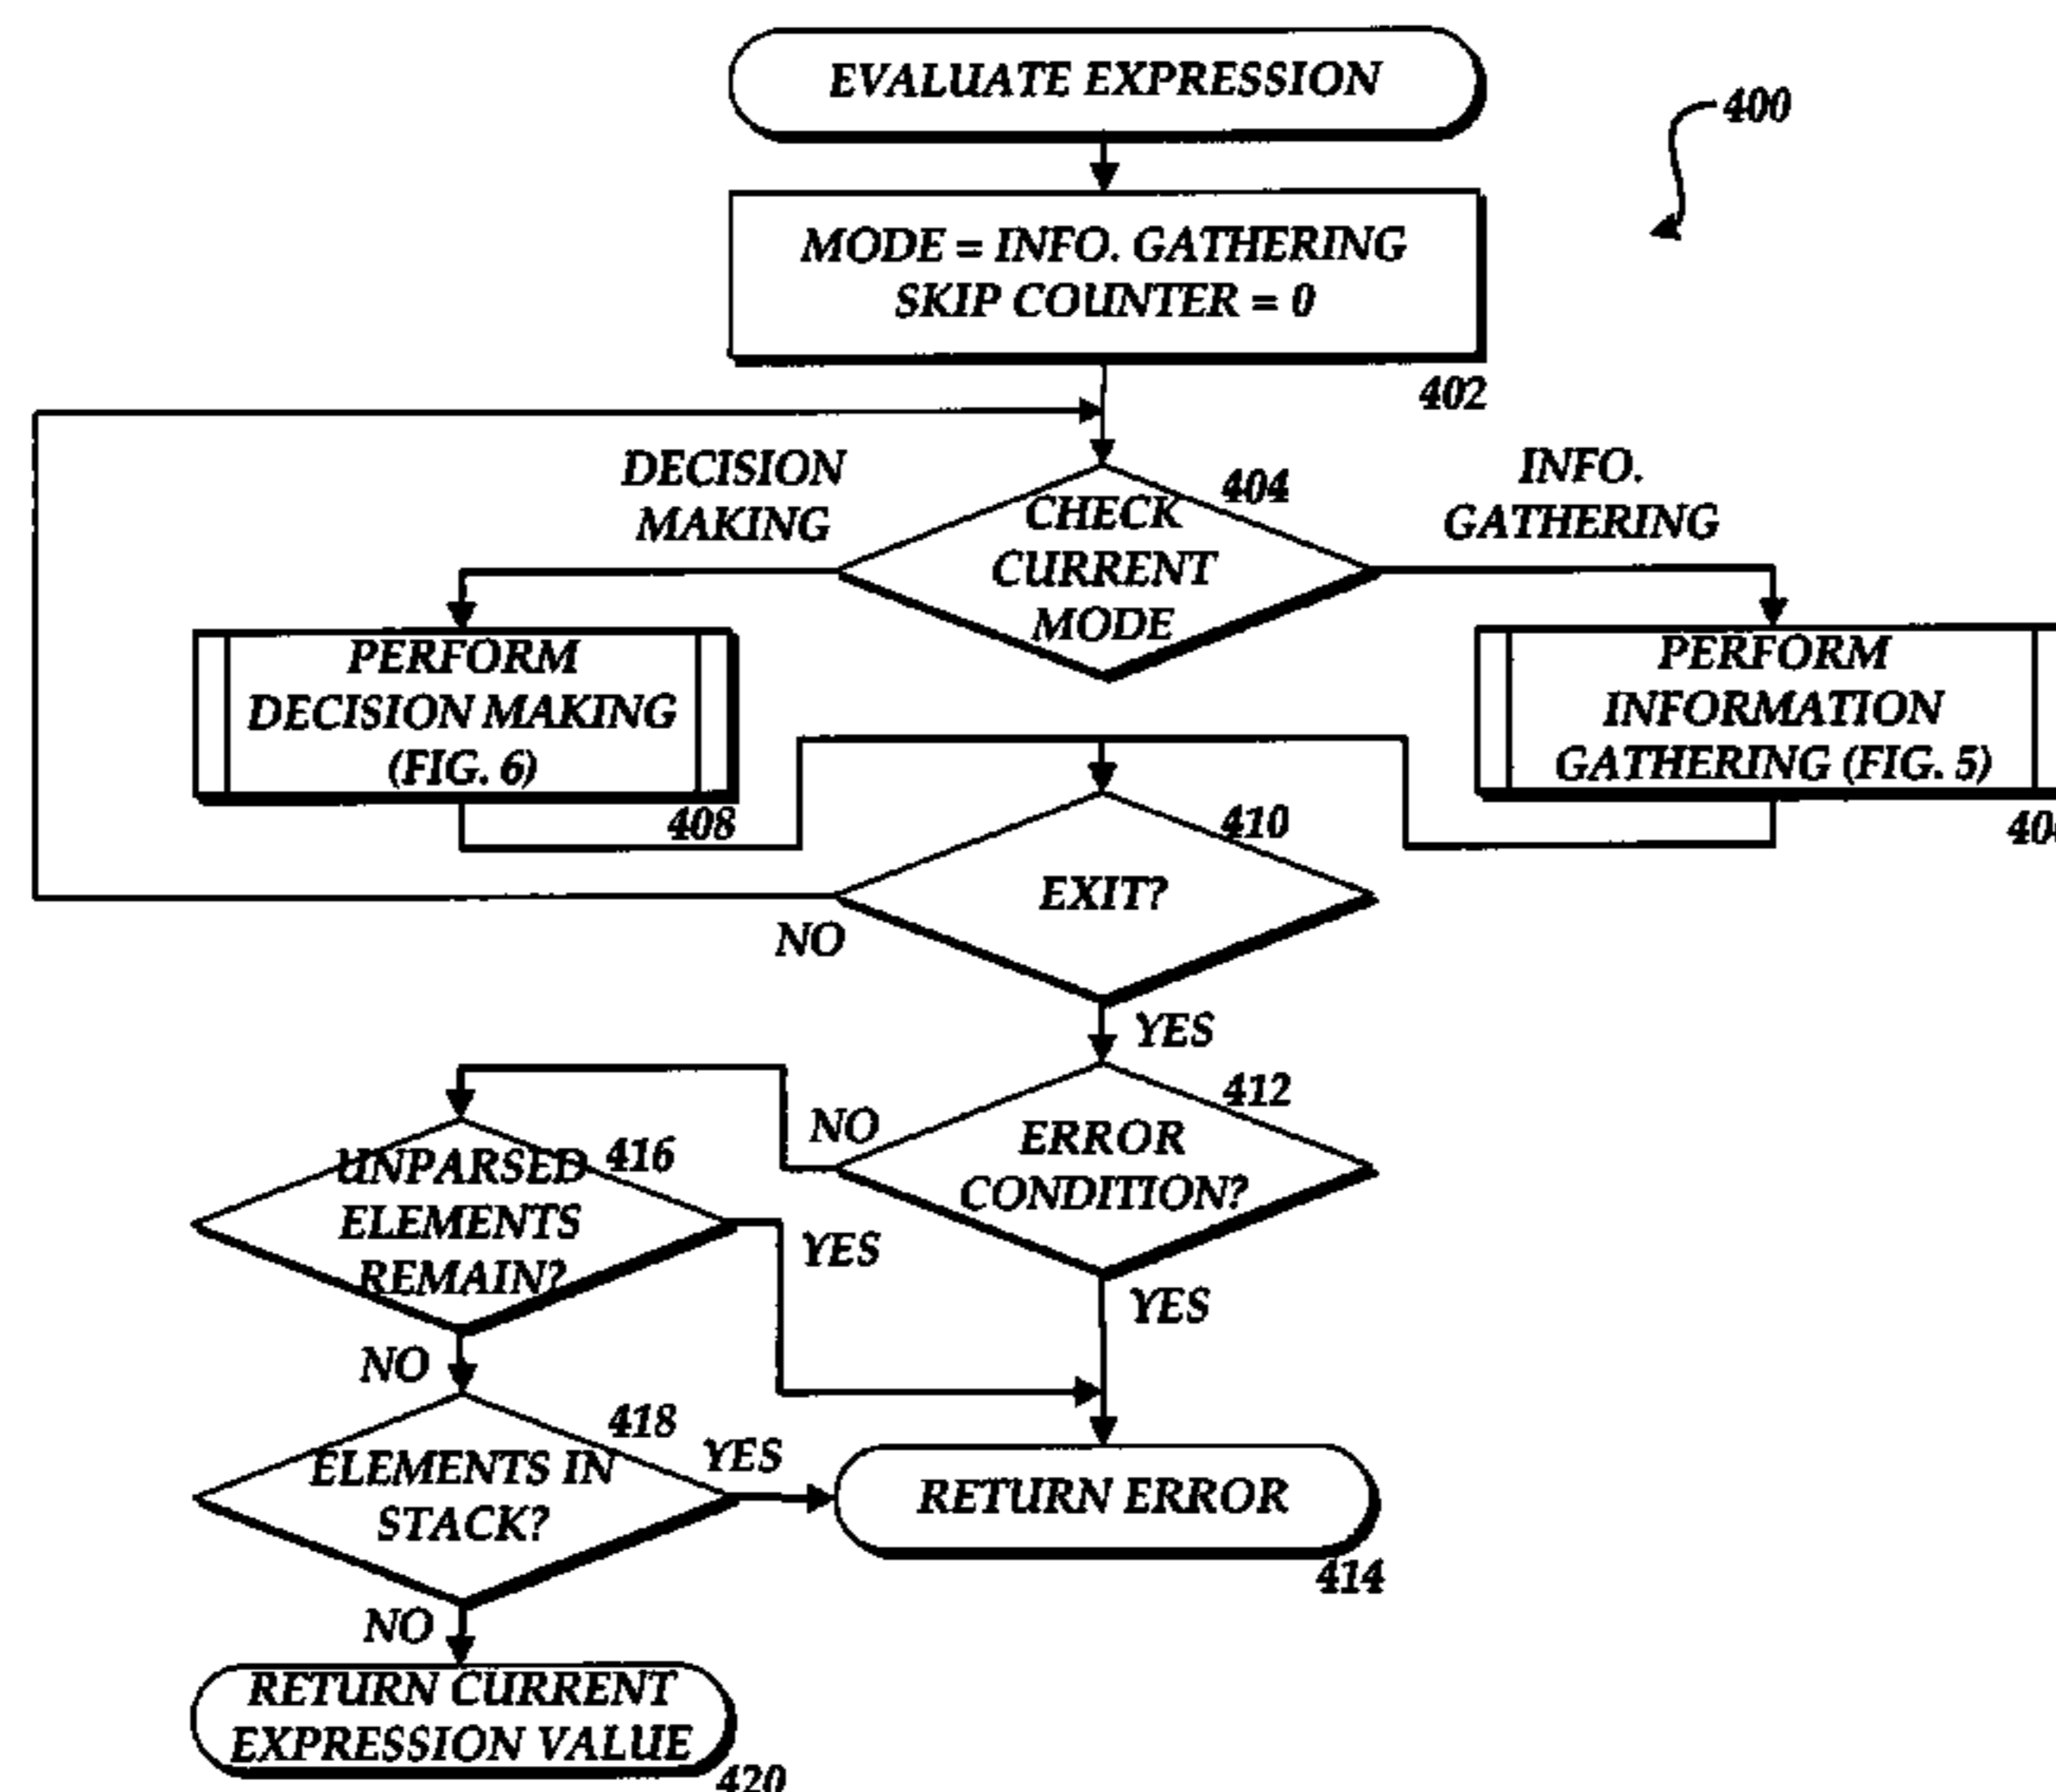 EVALUATE EXPRESSION
400
MODE = INFO. GATHERING
SKIP COUNTER = 0
402
DECISION
MAKING
404
INFO.
GATHERING
CHECK
CURRENT
MODE
PERFORM
DECISION MAKING
(FIG. 6)
408
PERFORM
INFORMATION
GATHERING (FIG. 5)
410
EXIT?
NO
YES
412
ERROR
CONDITION?
NO
YES
416
UNPARSED
ELEMENTS
REMAIN?
YES
NO
418
ELEMENTS IN
STACK?
YES
NO
RETURN ERROR
414
RETURN CURRENT
EXPRESSION VALUE
420